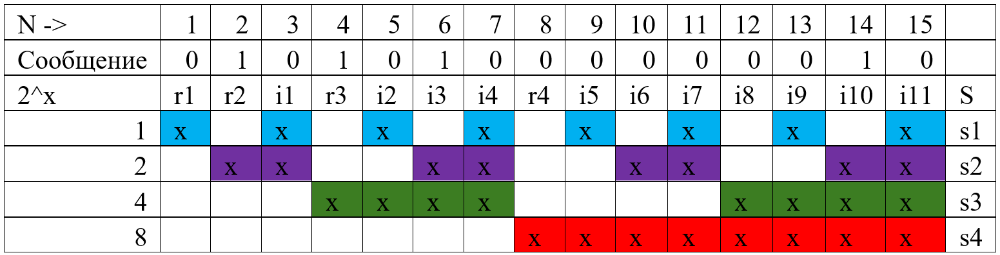 N -> 1 2 3 4 5 6 7 8 9 10 11 12 13 14 15
Сообщение 0 1 0 1 0 1 0 0 0 0 0 0 0 1 0
2^x r1 r2 i1 r3 i2 i3 i4 r4 i5 i6 i7 i8 i9 i10 i11 S
1 x x x x x x x x s1
2 x x x x x x x x s2
4 x x x x x x x x s3
8 x x x x x x x x s4